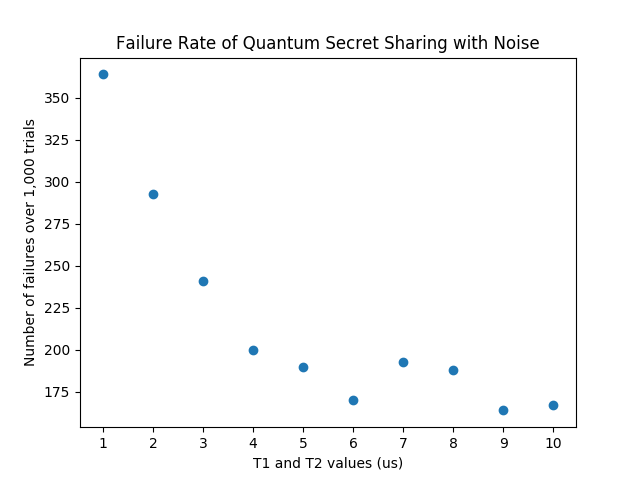 Failure Rate of Quantum Secret Sharing with Noise
Number of failures over 1,000 trials
350
325
300
275
250
225
200
175
1 2 3 4 5 6 7 8 9 10
T1 and T2 values (us)